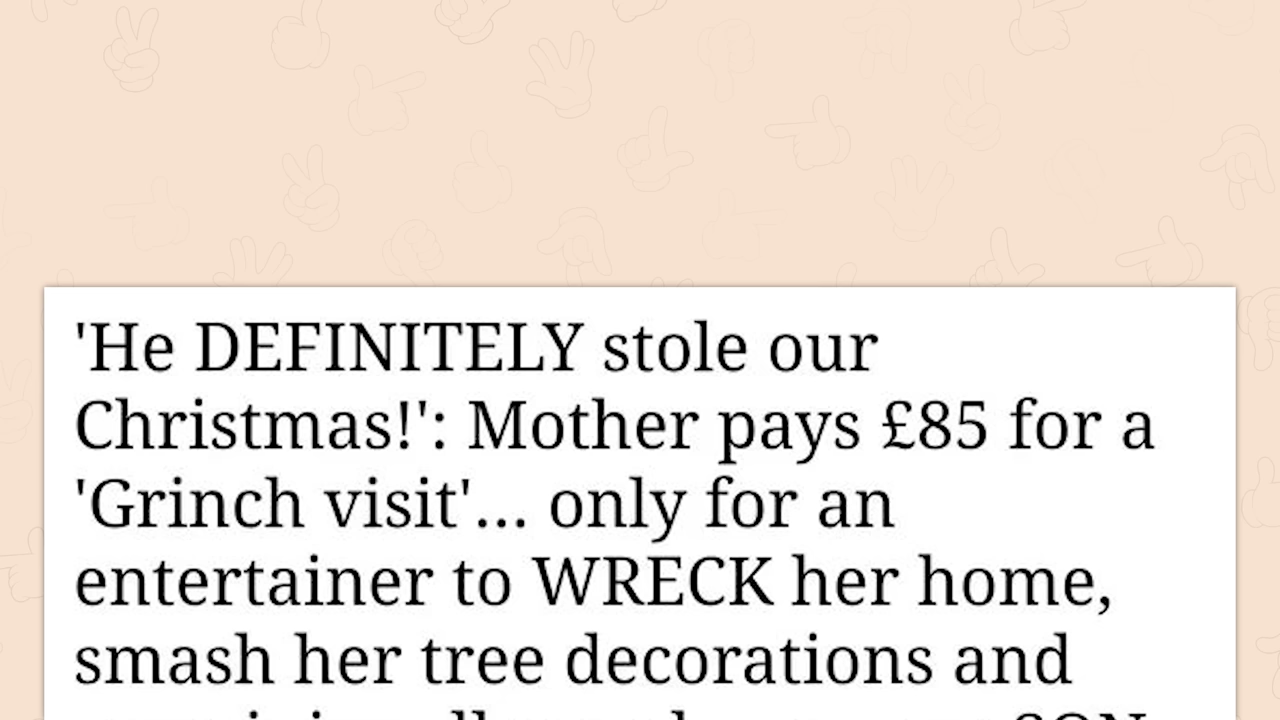 'He DEFINITELY stole our
Christmas!': Mother pays £85 for a
'Grinch visit'... only for an
entertainer to WRECK her home,
smash her tree decorations and
SON